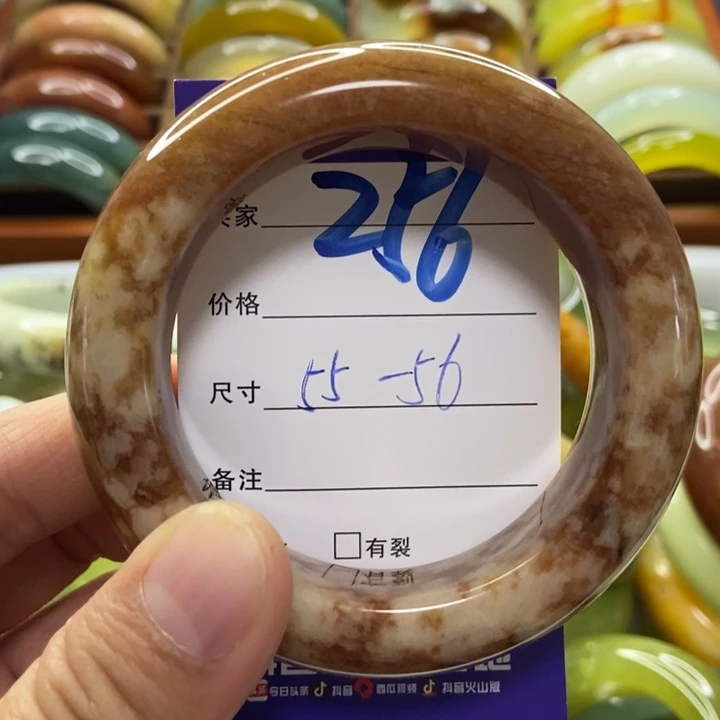 家 256
价格
尺寸 55-56
备注
□有裂
今日头条 抖音 西瓜视频 抖音火山版